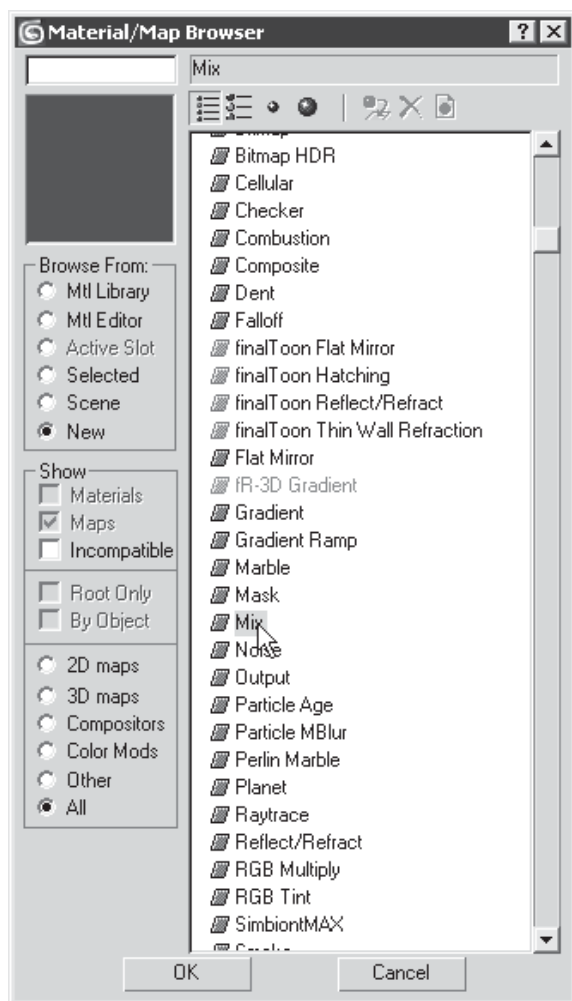 Material/Map Browser
Mix
Browse From:
Mtl Library
Mtl Editor
Active Slot
Selected
Scene
New
Show
Materials
Maps
Incompatible
Root Only
By Object
2D maps
3D maps
Compositors
Color Mods
Other
All
Bitmap HDR
Cellular
Checker
Combustion
Composite
Dent
Falloff
finalToon Flat Mirror
finalToon Hatching
finalToon Reflect/Refract
finalToon Thin Wall Refraction
Flat Mirror
fR-3D Gradient
Gradient
Gradient Ramp
Marble
Mask
Mix
Noise
Output
Particle Age
Particle MBlur
Perlin Marble
Planet
Raytrace
Reflect/Refract
RGB Multiply
RGB Tint
SimbiontMAX
OK
Cancel